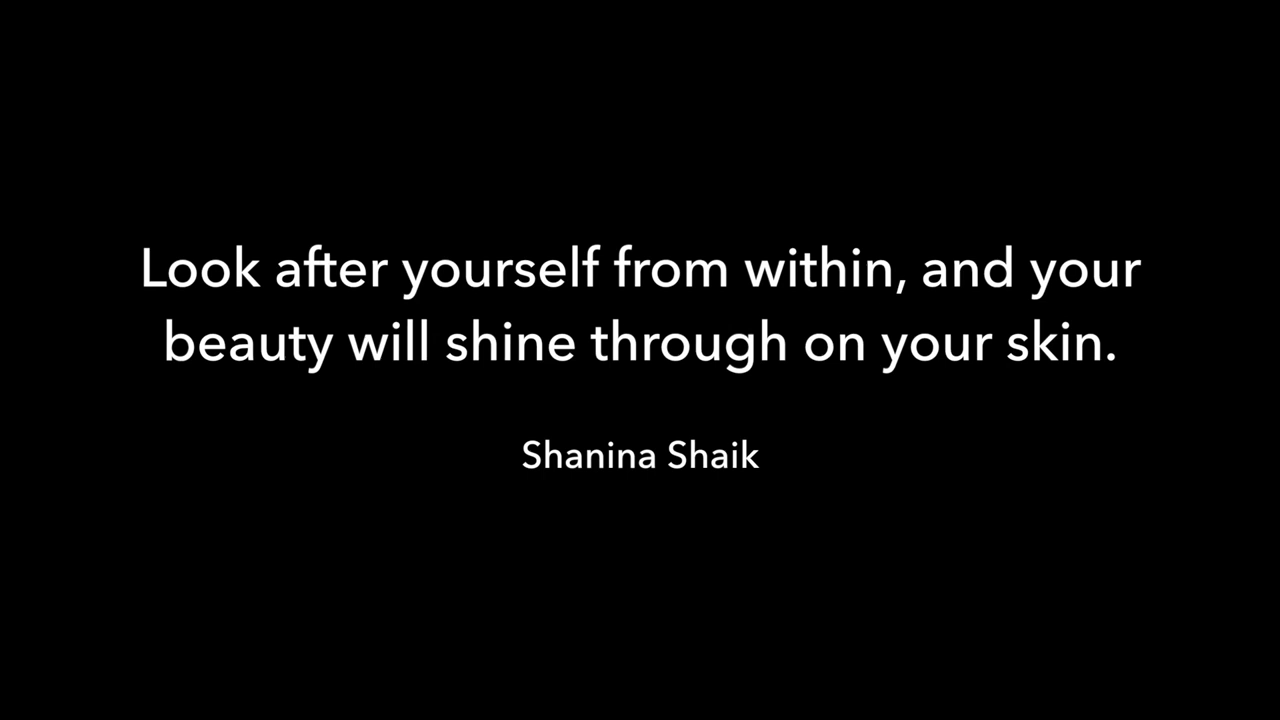 Look after yourself from within, and your
beauty will shine through on your skin.
Shanina Shaik